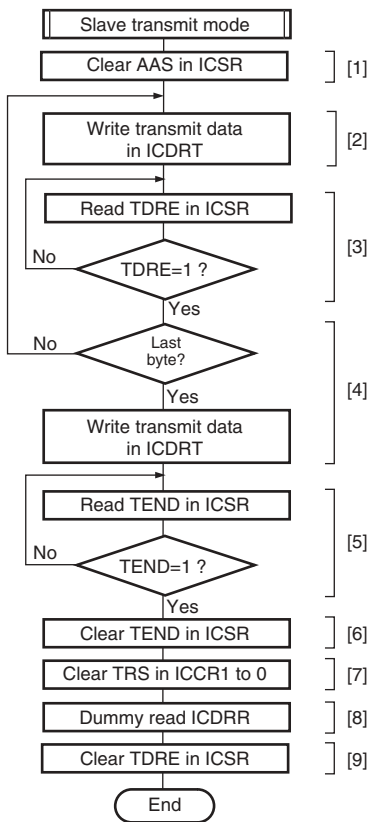 Slave transmit mode
Clear AAS in ICSR
[1]
Write transmit data
in ICDRT
[2]
Read TDRE in ICSR
[3]
No
TDRE=1 ?
Yes
No
Last
byte?
[4]
Yes
Write transmit data
in ICDRT
Read TEND in ICSR
[5]
No
TEND=1 ?
Yes
Clear TEND in ICSR
[6]
Clear TRS in ICCR1 to 0
[7]
Dummy read ICDRR
[8]
Clear TDRE in ICSR
[9]
End